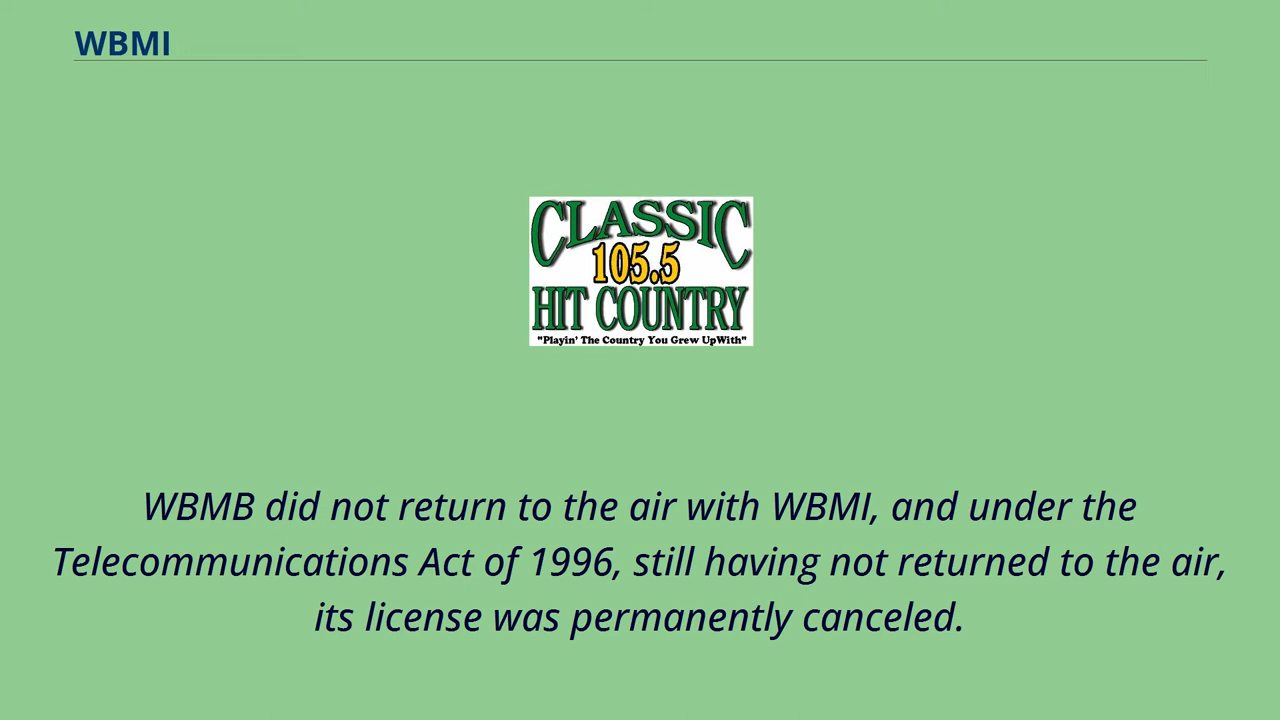 WBMI
CLASSIC
105.5
HIT COUNTRY
"Playin' The Country You Grew UpWith"
WBMB did not return to the air with WBMI, and under the
Telecommunications Act of 1996, still having not returned to the air,
its license was permanently canceled.